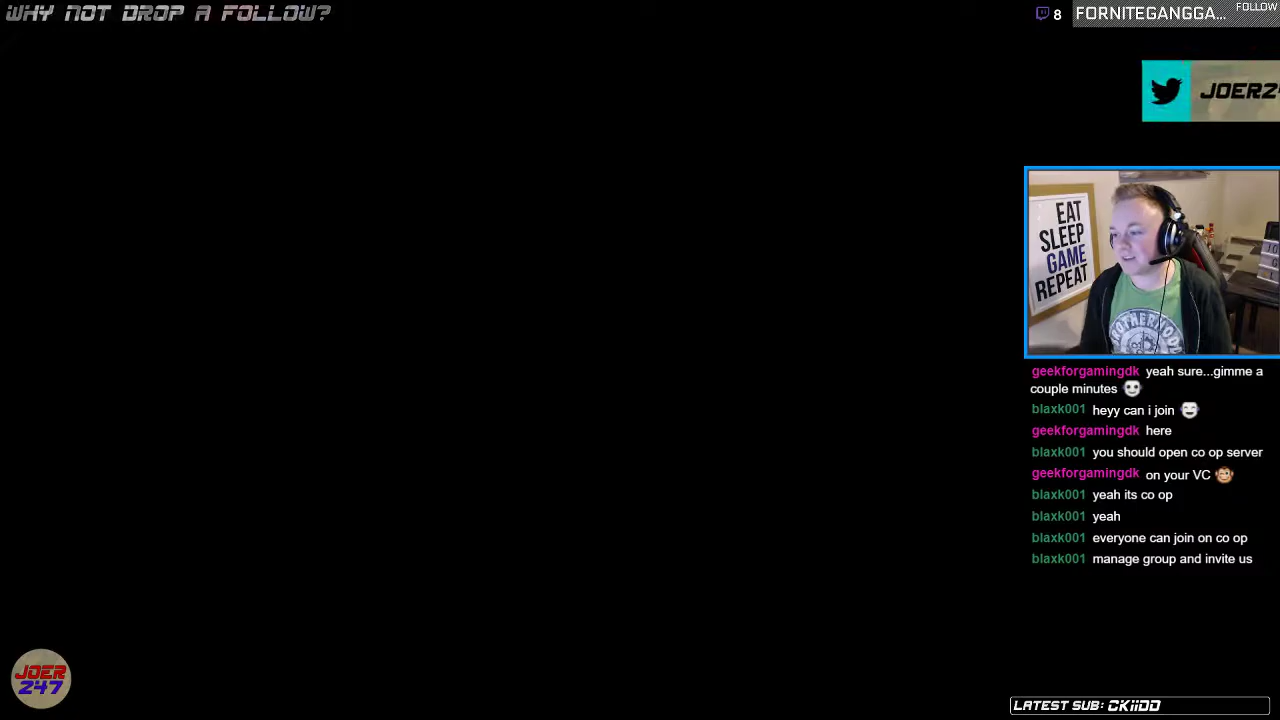 WHY NOT DROP A FOLLOW?
8
FORNITEGANGGA...
FOLLOW
EAT
SLEEP
GAME
REPEAT
geekforgamingdk yeah sure...gimme a
couple minutes
blaxk001 heyy can i join
geekforgamingdk here
blaxk001 you should open co op server
geekforgamingdk on your VC
blaxk001 yeah its co op
blaxk001 yeah
blaxk001 everyone can join on co op
blaxk001 manage group and invite us
JOER
247
LATEST SUB: CKIIDD